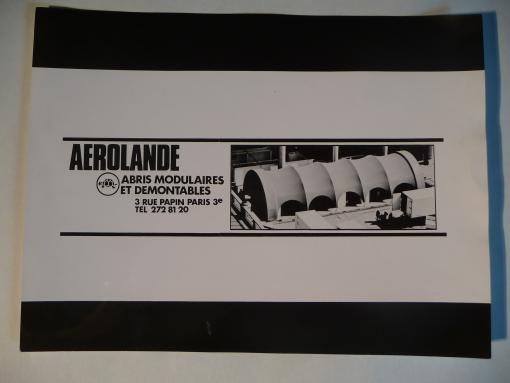 AEROLANDE
ABRIS MODULAIRES
ET DEMONTABLES
3 RUE PAPIN PARIS 3e
TEL 272 81 20